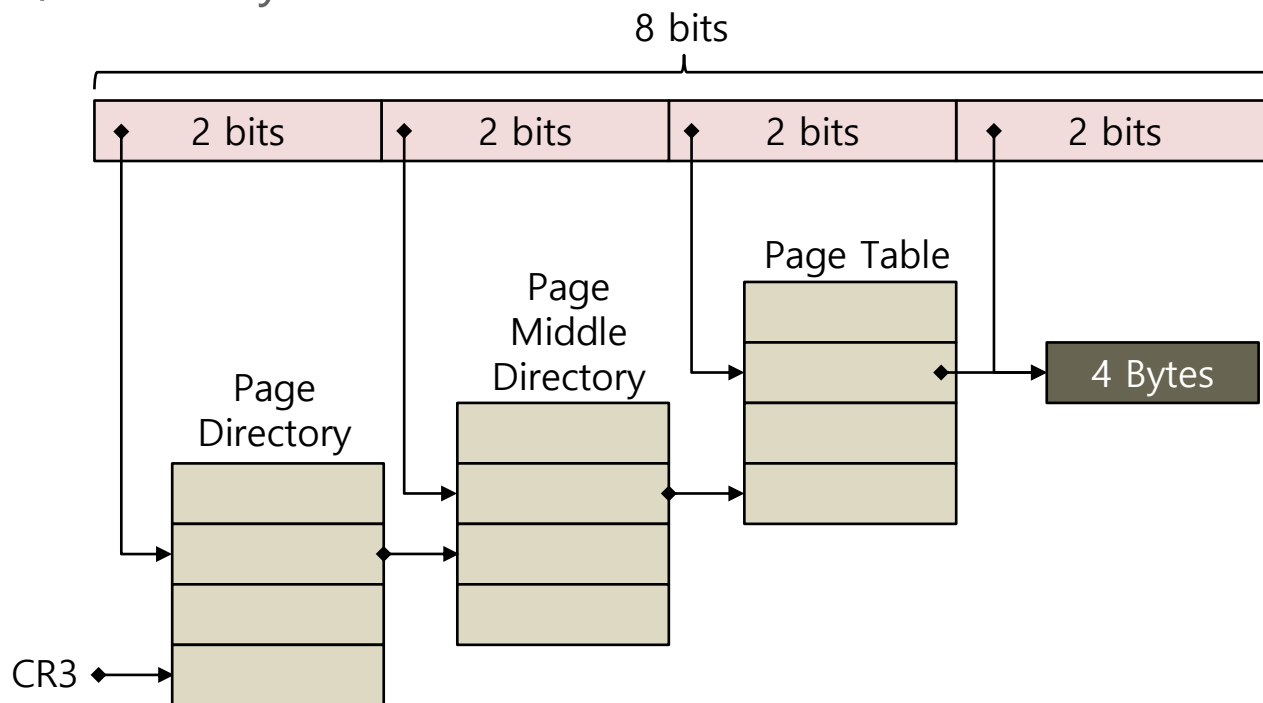 8 bits
2 bits
2 bits
2 bits
2 bits
Page Table
Page
Middle
Directory
4 Bytes
Page
Directory
CR3